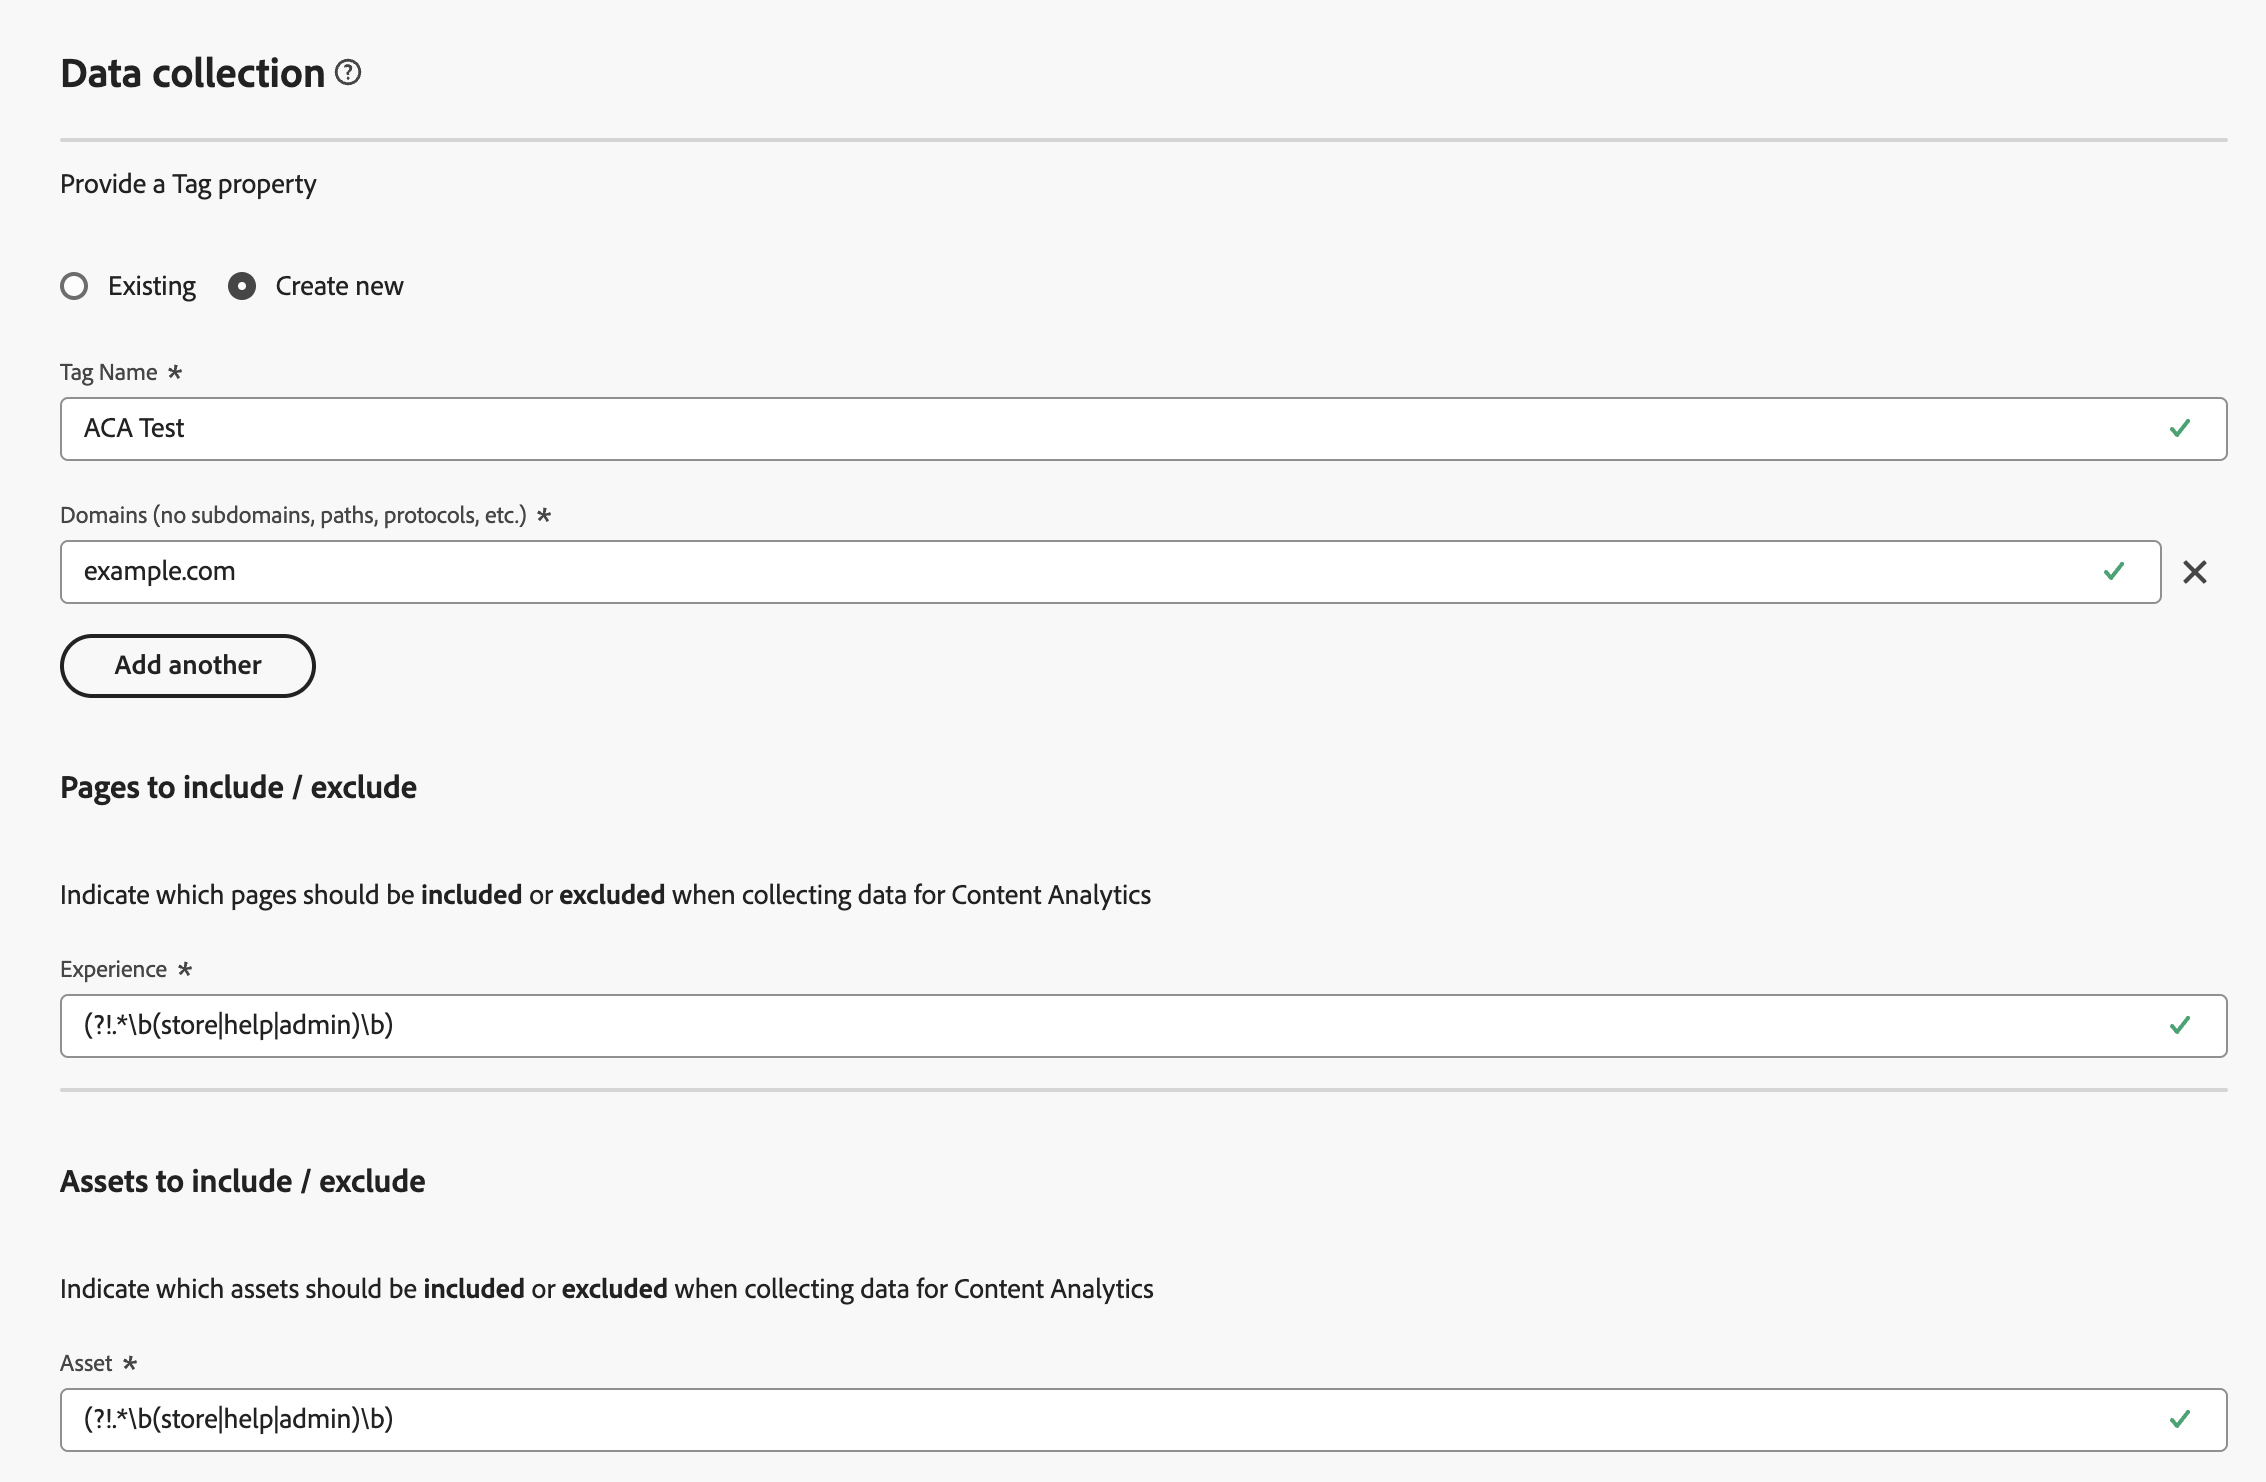 Data collection
Provide a Tag property
Existing Create new
Tag Name *
ACA Test
Domains (no subdomains, paths, protocols, etc.) *
example.com
Add another
Pages to include / exclude
Indicate which pages should be included or excluded when collecting data for Content Analytics
Experience *
(?!.*\b(store|help|admin)\b)
Assets to include / exclude
Indicate which assets should be included or excluded when collecting data for Content Analytics
Asset *
(?!.*\b(store|help|admin)\b)